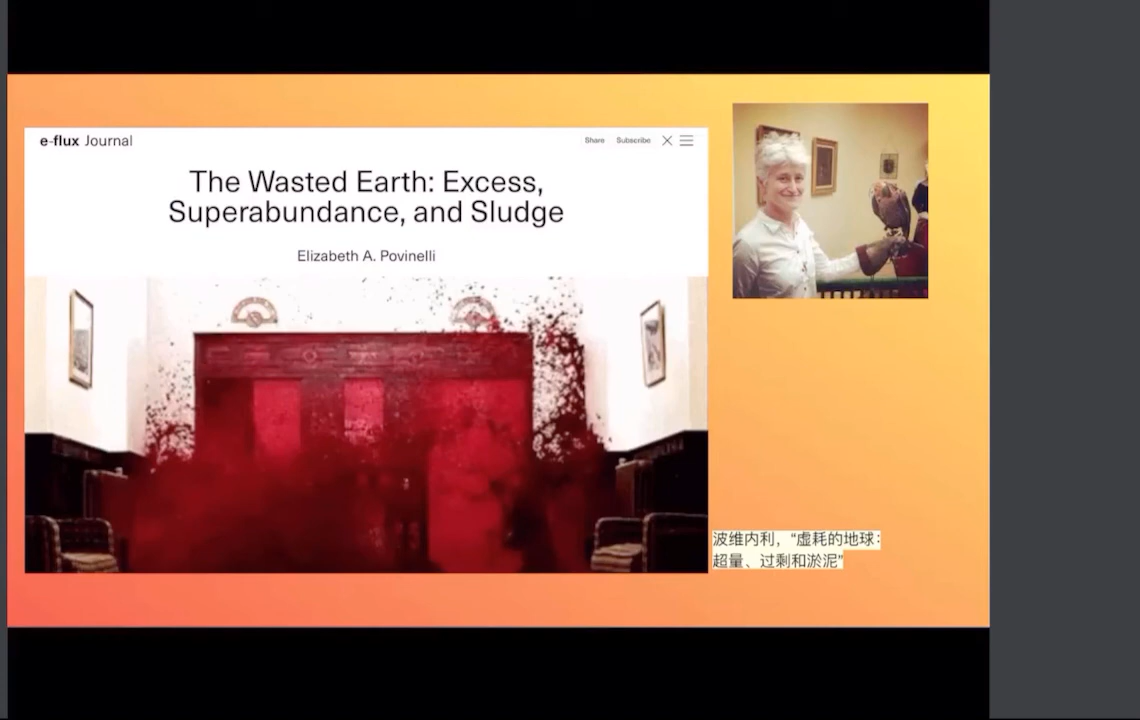 e-flux Journal
Share Subscribe
The Wasted Earth: Excess,
Superabundance, and Sludge
Elizabeth A. Povinelli
波维内利，“虚耗的地球：
超量、过剩和淤泥”